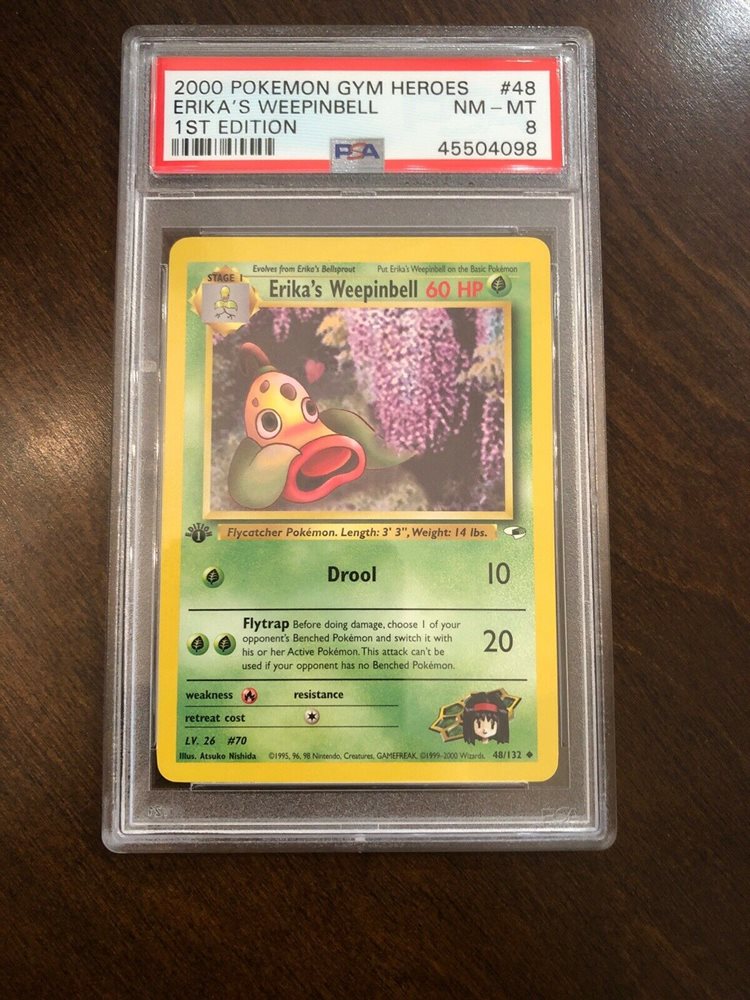 2000 POKEMON GYM HEROES #48
ERIKA'S WEEPINBELL NM - MT
1ST EDITION 8
PSA 45504098
Evolves from Erika's Bellsprout Put Erika's Weepinbell on the Basic Pokémon
STAGE 1
Erika's Weepinbell 60 HP
EDITION
1
Flycatcher Pokémon. Length: 3' 3", Weight: 14 lbs.
Drool 10
Flytrap Before doing damage, choose 1 of your
opponent's Benched Pokémon and switch it with
his or her Active Pokémon. This attack can't be
used if your opponent has no Benched Pokémon.
20
weakness resistance
retreat cost
LV. 26 #70
Illus. Atsuko Nishida ©1995, 96, 98 Nintendo, Creatures, GAMEFREAK. ©1999-2000 Wizards. 48/132